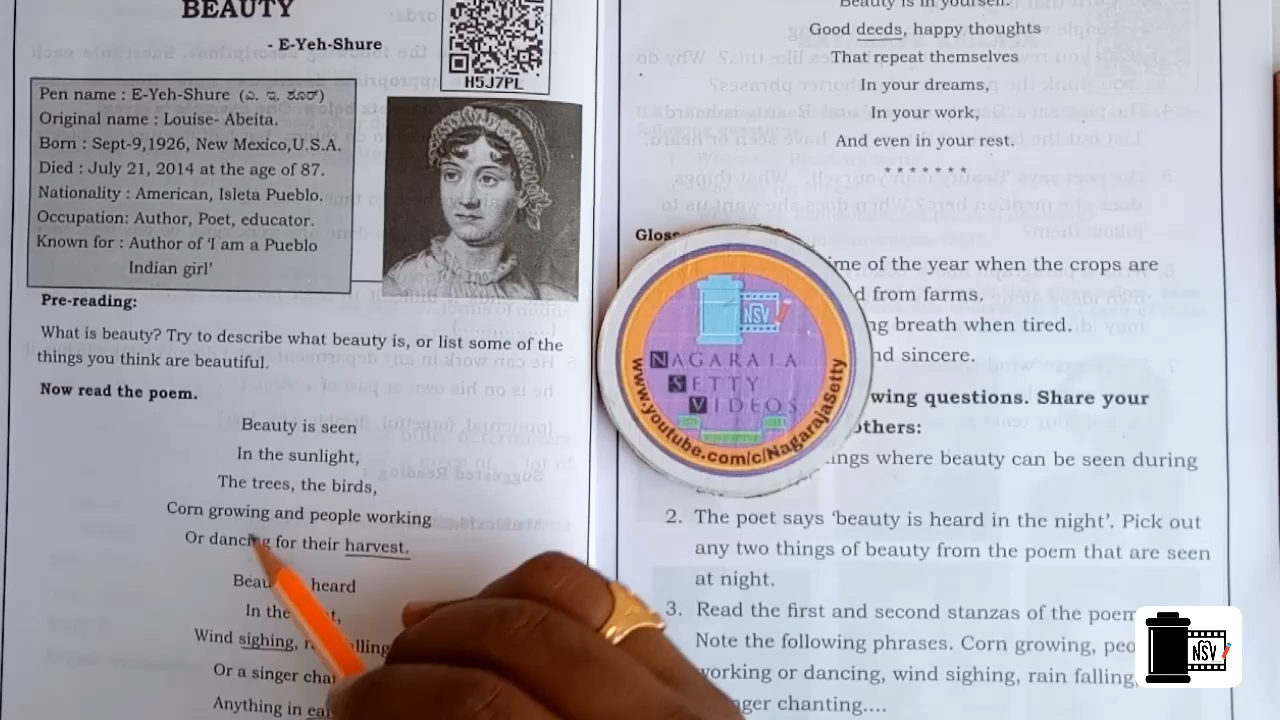 BEAUTY
- E-Yeh-Shure
H5J7PL
Pen name : E-Yeh-Shure (ಎ. ವಿ. ಶೂರ್)
Original name : Louise- Abeita.
Born : Sept-9,1926, New Mexico,U.S.A.
Died : July 21, 2014 at the age of 87.
Nationality : American, Isleta Pueblo.
Occupation: Author, Poet, educator.
Known for : Author of 'I am a Pueblo
Indian girl'
Pre-reading:
What is beauty? Try to describe what beauty is, or list some of the
things you think are beautiful.
Now read the poem.
Beauty is seen
In the sunlight,
The trees, the birds,
Corn growing and people working
Or dancing for their harvest.
heard
In the
Wind sighing,
Or a singer
Anything in
Beauty is in yourself.
Good deeds, happy thoughts
That repeat themselves
In your dreams,
In your work,
And even in your rest.
* * * * * * *
of the year when the crops are
from farms.
breath when tired.
sincere.
questions. Share your
others:
where beauty can be seen during
2. The poet says 'beauty is heard in the night'. Pick out
any two things of beauty from the poem that are seen
at night.
3. Read the first and second stanzas of the poem
Note the following phrases. Corn growing,
working or dancing, wind sighing, rain falling,
chanting....
NSV
NAGARAJA
SETTY
VIDEOS
www.youtube.com/c/NagarajaSetty
NSV